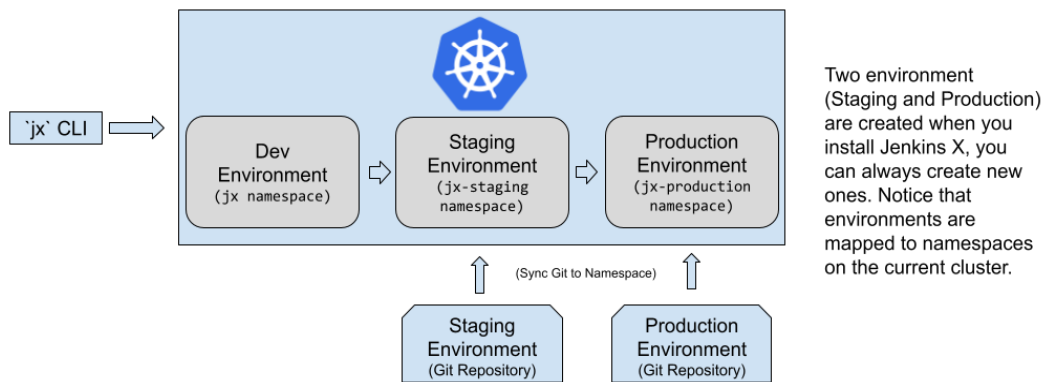 `jx` CLI
Dev
Environment
(jx namespace)
Staging
Environment
(jx-staging
namespace)
Production
Environment
(jx-production
namespace)
Two environment
(Staging and Production)
are created when you
install Jenkins X, you
can always create new
ones. Notice that
environments are
mapped to namespaces
on the current cluster.
(Sync Git to Namespace)
Staging
Environment
(Git Repository)
Production
Environment
(Git Repository)